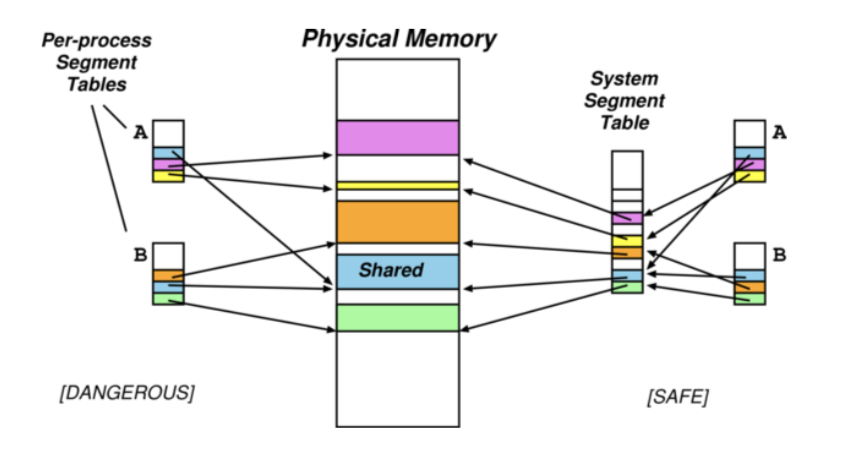 Per-process
Segment
Tables
Physical Memory
System
Segment
Table
A
A
B
B
Shared
[DANGEROUS]
[SAFE]